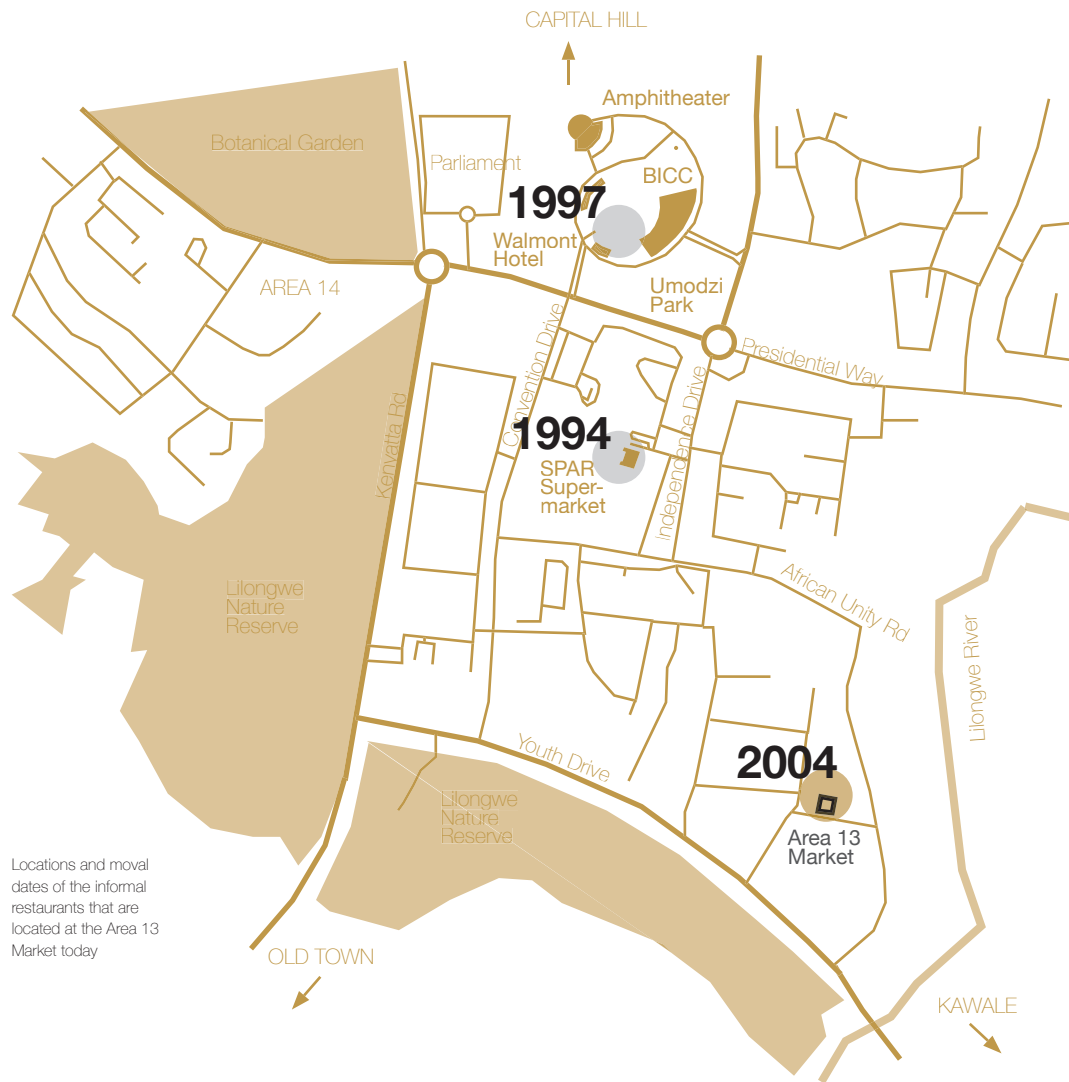 CAPITAL HILL
Amphitheater
Botanical Garden
Parliament
BICC
1997
Walmont
Hotel
Umodzi
Park
AREA 14
Convention Drive
Presidential Way
Kenyatta Rd
Independence Drive
1994
SPAR
Super-
market
African Unity Rd
Lilongwe
Nature
Reserve
Lilongwe River
Youth Drive
2004
Lilongwe
Nature
Reserve
Area 13
Market
Locations and moval
dates of the informal
restaurants that are
located at the Area 13
Market today
OLD TOWN
KAWALE